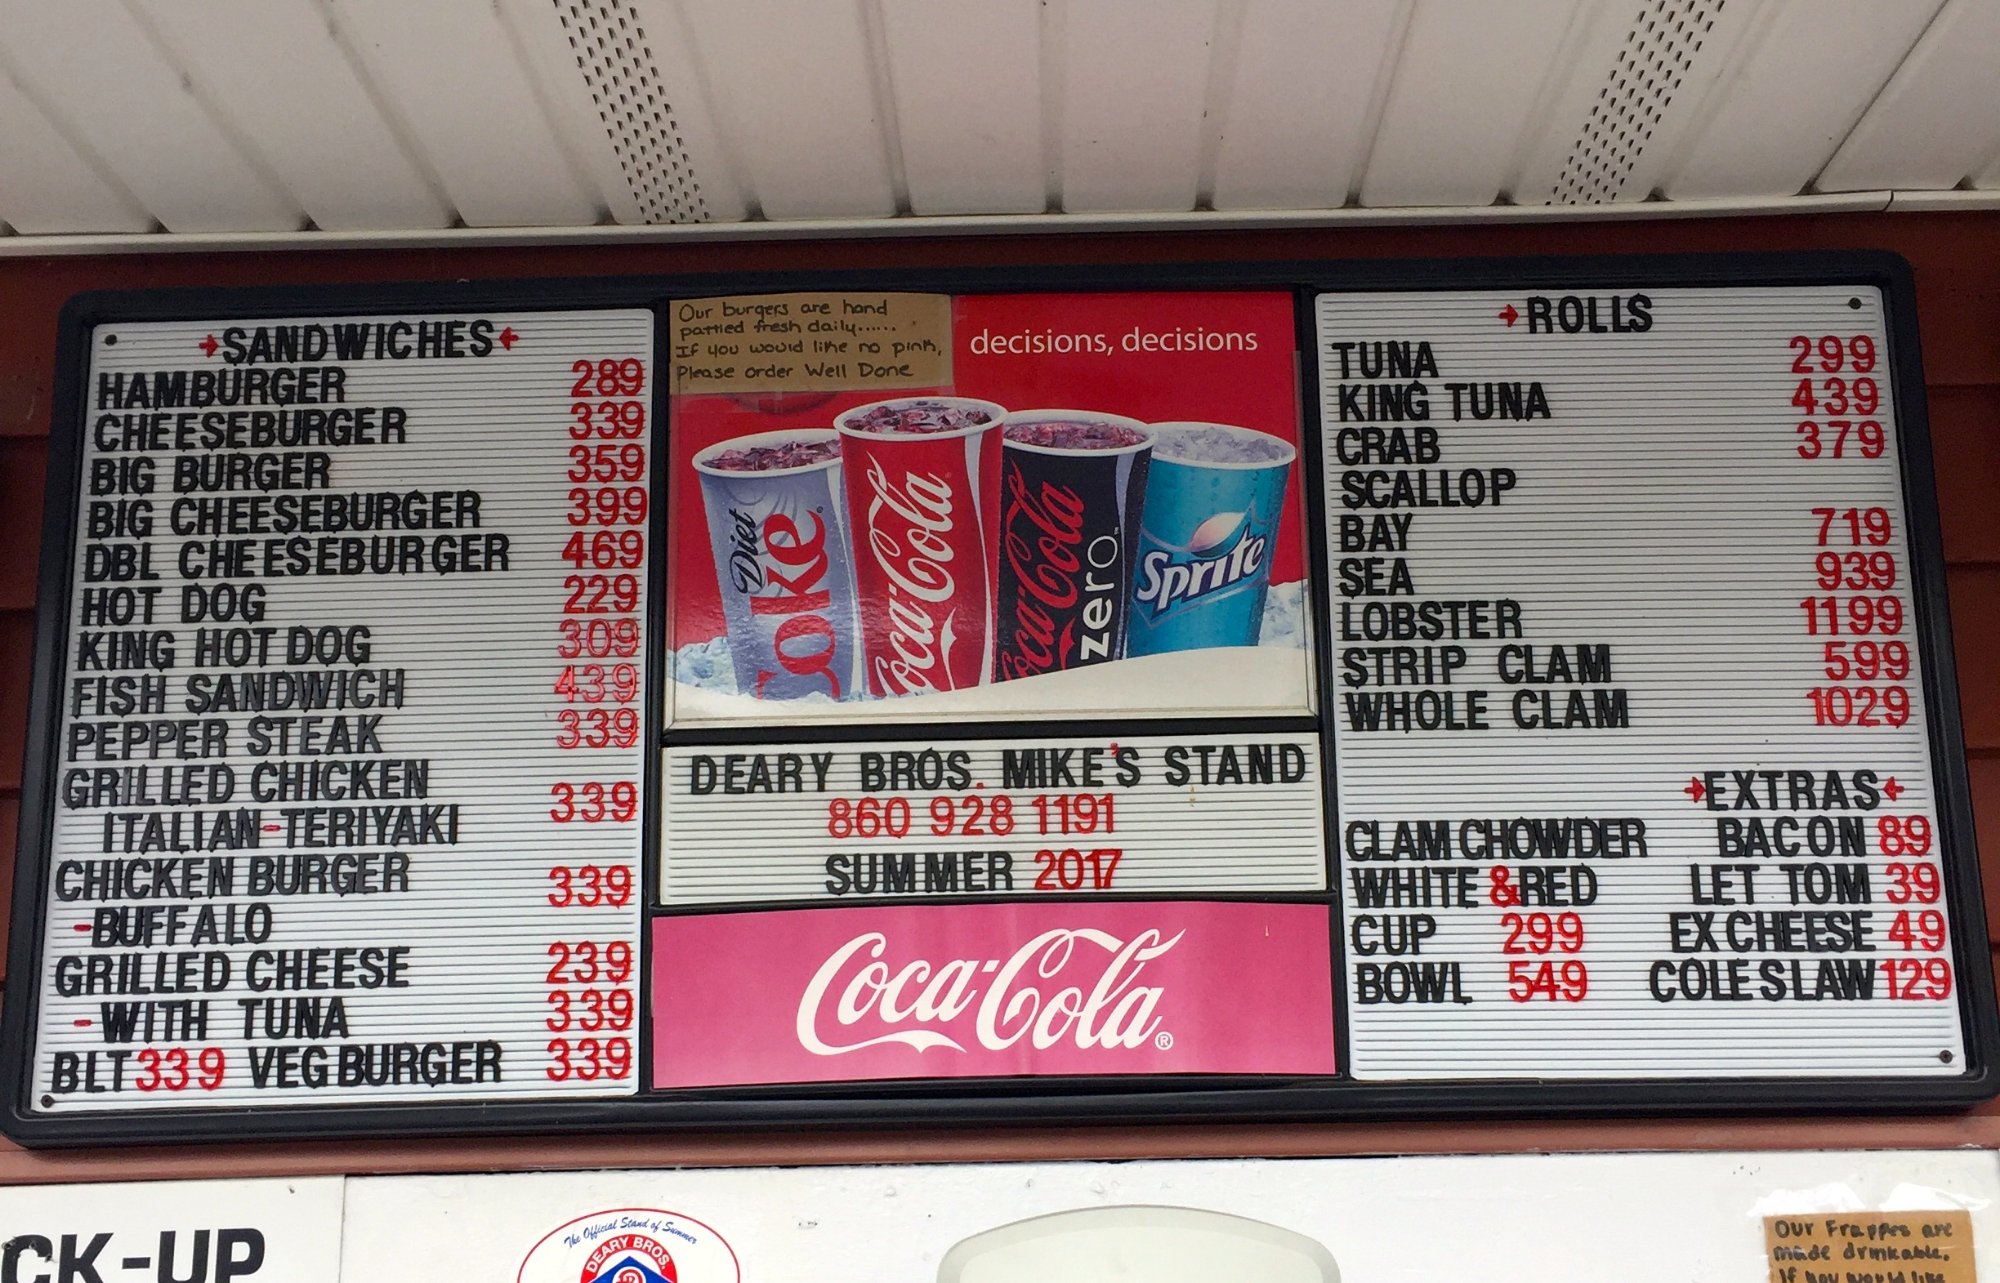 SANDWICHES
HAMBURGER 289
CHEESEBURGER 339
BIG BURGER 359
BIG CHEESEBURGER 399
DBL CHEESEBURGER 469
HOT DOG 229
KING HOT DOG 309
FISH SANDWICH 439
PEPPER STEAK 339
GRILLED CHICKEN
ITALIAN-TERIYAKI 339
CHICKEN BURGER 339
-BUFFALO
GRILLED CHEESE 239
-WITH TUNA 339
BLT 339 VEG BURGER 339
Our burgers are hand
pattied fresh daily......
If you would like no pink,
Please order Well Done
decisions, decisions
Diet Coke
Coca-Cola
Coca-Cola zero
Sprite
DEARY BROS. MIKE'S STAND
860 928 1191
SUMMER 2017
Coca-Cola®
ROLLS
TUNA 299
KING TUNA 439
CRAB 379
SCALLOP
BAY 719
SEA 939
LOBSTER 1199
STRIP CLAM 599
WHOLE CLAM 1029
EXTRAS
CLAM CHOWDER BACON 89
WHITE & RED LET TOM 39
CUP 299 EX CHEESE 49
BOWL 549 COLESLAW 129
CK-UP
The Official Stand of Summer
DEARY BROS.
Our Frappes are
made drinkable.
If you would like